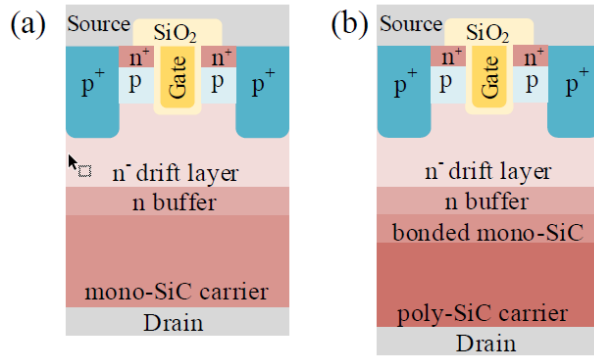 (a)
Source
SiO2
n+ n+
p+ p Gate p p+
n- drift layer
n buffer
mono-SiC carrier
Drain
(b)
Source
SiO2
n+ n+
p+ p Gate p p+
n- drift layer
n buffer
bonded mono-SiC
poly-SiC carrier
Drain